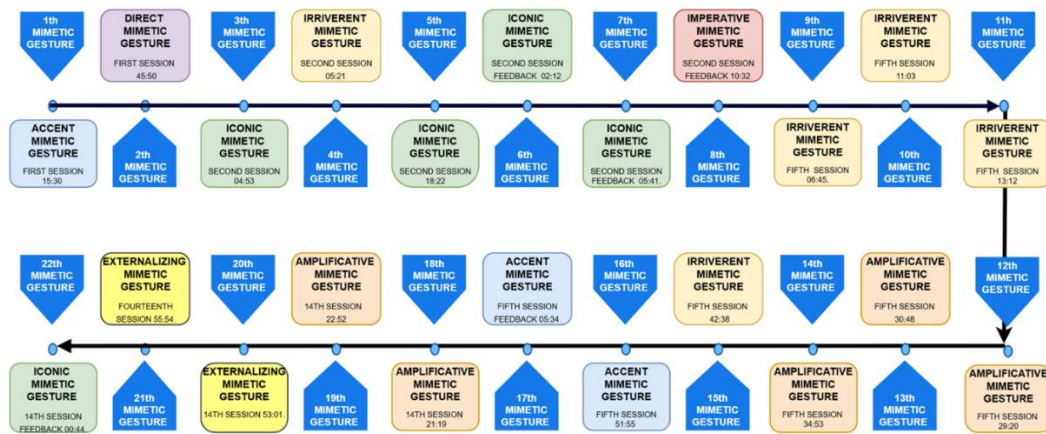 1th
MIMETIC
GESTURE
DIRECT
MIMETIC
GESTURE
FIRST SESSION
45:50
3th
MIMETIC
GESTURE
IRRIVERENT
MIMETIC
GESTURE
SECOND SESSION
05:21
5th
MIMETIC
GESTURE
ICONIC
MIMETIC
GESTURE
SECOND SESSION
FEEDBACK 02:12
7th
MIMETIC
GESTURE
IMPERATIVE
MIMETIC
GESTURE
SECOND SESSION
FEEDBACK 10:32
9th
MIMETIC
GESTURE
IRRIVERENT
MIMETIC
GESTURE
FIFTH SESSION
11:03
11h
MIMETIC
GESTURE
ACCENT
MIMETIC
GESTURE
FIRST SESSION
15:30
2th
MIMETIC
GESTURE
ICONIC
MIMETIC
GESTURE
SECOND SESSION
04:53
4th
MIMETIC
GESTURE
ICONIC
MIMETIC
GESTURE
SECOND SESSION
18:22
6th
MIMETIC
GESTURE
ICONIC
MIMETIC
GESTURE
SECOND SESSION
FEEDBACK 05:41.
8th
MIMETIC
GESTURE
IRRIVERENT
MIMETIC
GESTURE
FIFTH SESSION
06:45.
10th
MIMETIC
GESTURE
IRRIVERENT
MIMETIC
GESTURE
FIFTH SESSION
13:12
22th
MIMETIC
GESTURE
EXTERNALIZING
MIMETIC
GESTURE
FOURTEENTH
SESSION 55:54.
20th
MIMETIC
GESTURE
AMPLIFICATIVE
MIMETIC
GESTURE
14TH SESSION
22:52
18th
MIMETIC
GESTURE
ACCENT
MIMETIC
GESTURE
FIFTH SESSION
FEEDBACK 05:34
16th
MIMETIC
GESTURE
IRRIVERENT
MIMETIC
GESTURE
FIFTH SESSION
42:38
14th
MIMETIC
GESTURE
AMPLIFICATIVE
MIMETIC
GESTURE
FIFTH SESSION
30:48
12th
MIMETIC
GESTURE
ICONIC
MIMETIC
GESTURE
14TH SESSION
FEEDBACK 00:44.
21th
MIMETIC
GESTURE
EXTERNALIZING
MIMETIC
GESTURE
14TH SESSION 53:01.
19th
MIMETIC
GESTURE
AMPLIFICATIVE
MIMETIC
GESTURE
14TH SESSION
21:19
17th
MIMETIC
GESTURE
ACCENT
MIMETIC
GESTURE
FIFTH SESSION
51:55
15th
MIMETIC
GESTURE
AMPLIFICATIVE
MIMETIC
GESTURE
FIFTH SESSION
34:53
13th
MIMETIC
GESTURE
AMPLIFICATIVE
MIMETIC
GESTURE
FIFTH SESSION
29:20